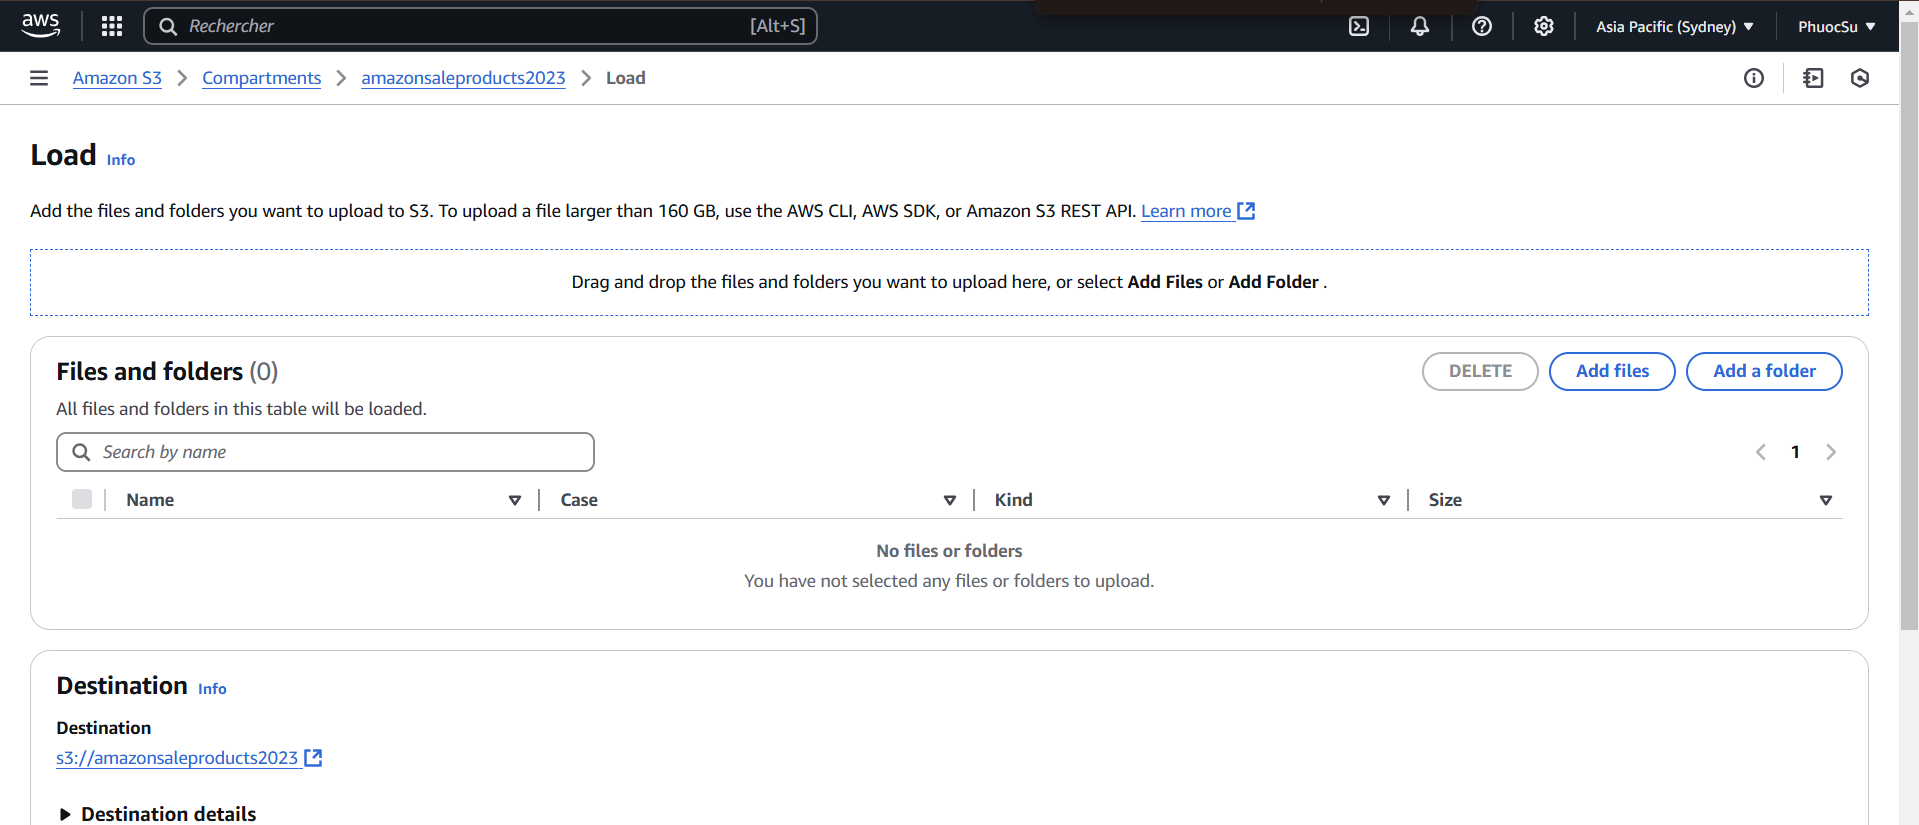 aws
Rechercher [Alt+S] Asia Pacific (Sydney) PhuocSu
Amazon S3 Compartments amazonsaleproducts2023 Load
Load Info
Add the files and folders you want to upload to S3. To upload a file larger than 160 GB, use the AWS CLI, AWS SDK, or Amazon S3 REST API. Learn more
Drag and drop the files and folders you want to upload here, or select Add Files or Add Folder .
Files and folders (0) DELETE Add files Add a folder
All files and folders in this table will be loaded.
Search by name 1
Name Case Kind Size
No files or folders
You have not selected any files or folders to upload.
Destination Info
Destination
s3://amazonsaleproducts2023
Destination details